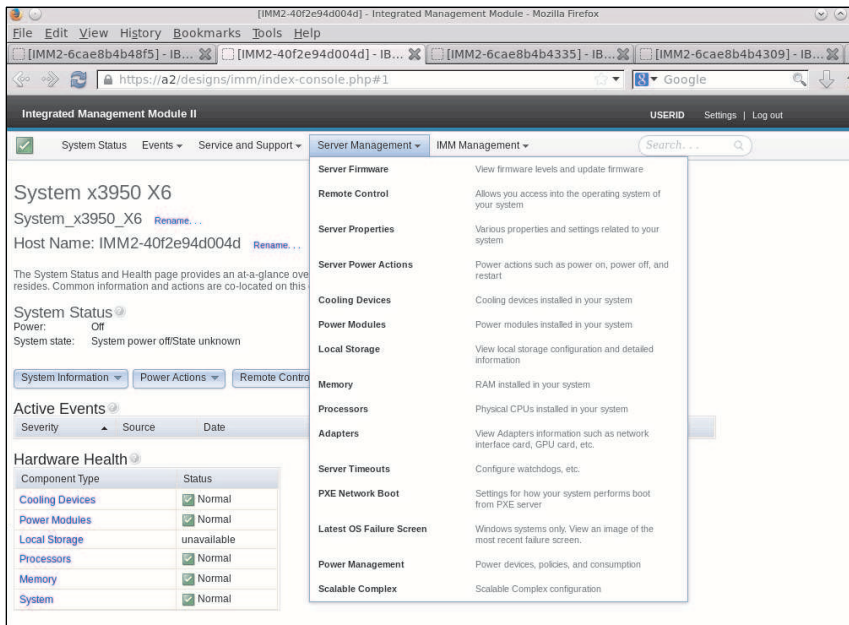 [IMM2-40f2e94d004d] - Integrated Management Module - Mozilla Firefox
File Edit View History Bookmarks Tools Help
[IMM2-6cae8b4b48f5] - IB... [IMM2-40f2e94d004d] - IB... [IMM2-6cae8b4b4335] - IB... [IMM2-6cae8b4b4309] - IB...
https://a2/designs/imm/index-console.php#1 Google
Integrated Management Module II USERID Settings | Log out
System Status Events Service and Support Server Management IMM Management Search...
System x3950 X6
System_x3950_X6 Rename...
Host Name: IMM2-40f2e94d004d Rename...
The System Status and Health page provides an at-a-glance ove
resides. Common information and actions are co-located on this
System Status
Power: Off
System state: System power off/State unknown
System Information Power Actions Remote Contro
Active Events
Severity Source Date
Hardware Health
Component Type Status
Cooling Devices Normal
Power Modules Normal
Local Storage unavailable
Processors Normal
Memory Normal
System Normal
Server Firmware View firmware levels and update firmware
Remote Control Allows you access into the operating system of
your system
Server Properties Various properties and settings related to your
system
Server Power Actions Power actions such as power on, power off, and
restart
Cooling Devices Cooling devices installed in your system
Power Modules Power modules installed in your system
Local Storage View local storage configuration and detailed
information
Memory RAM installed in your system
Processors Physical CPUs installed in your system
Adapters View Adapters information such as network
interface card, GPU card, etc.
Server Timeouts Configure watchdogs, etc.
PXE Network Boot Settings for how your system performs boot
from PXE server
Latest OS Failure Screen Windows systems only. View an image of the
most recent failure screen.
Power Management Power devices, policies, and consumption
Scalable Complex Scalable Complex configuration